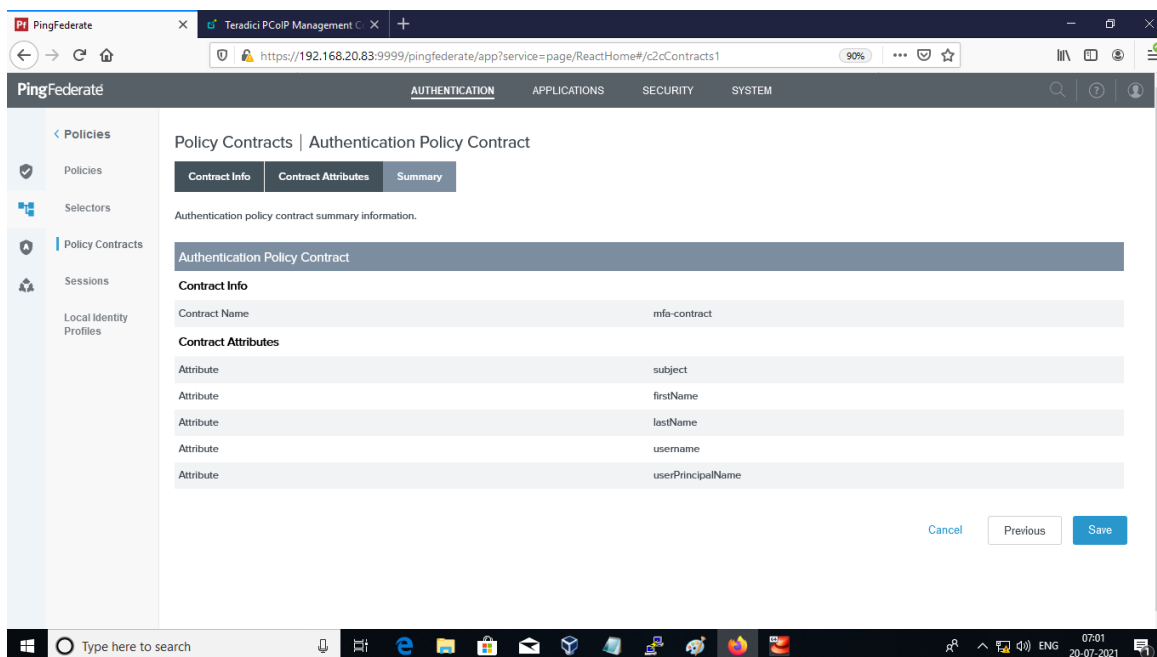 Pf PingFederate
Teradici PCoIP Management C
https://192.168.20.83:9999/pingfederate/app?service=page/ReactHome#/c2cContracts1
90%
PingFederate
AUTHENTICATION
APPLICATIONS
SECURITY
SYSTEM
< Policies
Policies
Selectors
Policy Contracts
Sessions
Local Identity
Profiles
Policy Contracts | Authentication Policy Contract
Contract Info
Contract Attributes
Summary
Authentication policy contract summary information.
Authentication Policy Contract
Contract Info
Contract Name mfa-contract
Contract Attributes
Attribute subject
Attribute firstName
Attribute lastName
Attribute username
Attribute userPrincipalName
Cancel
Previous
Save
Type here to search
ENG
07:01
20-07-2021